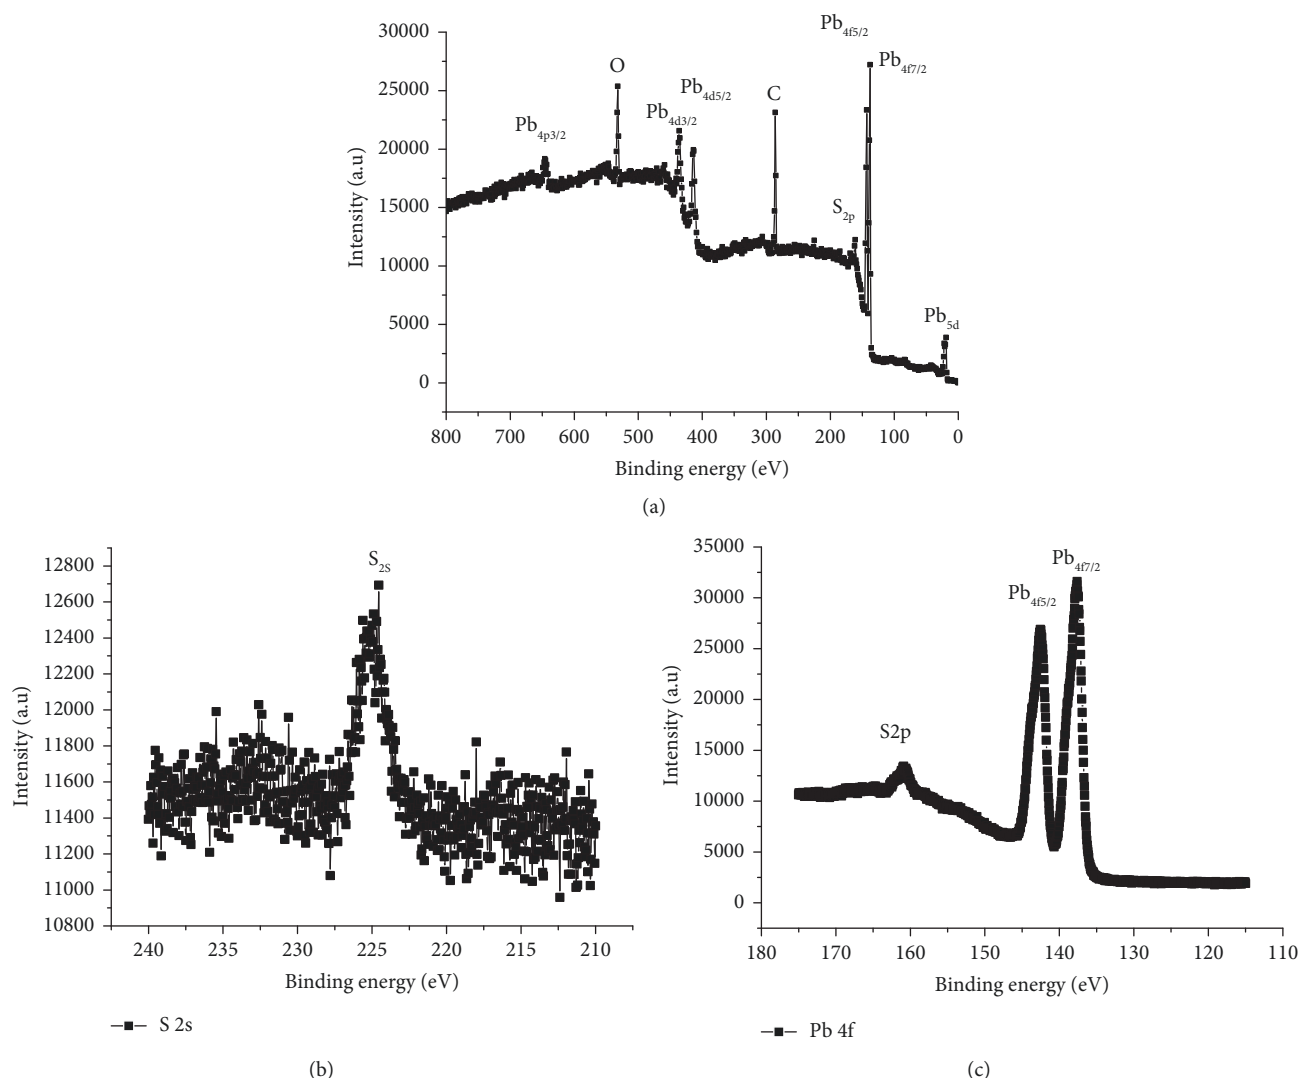 30000
25000
20000
15000
10000
5000
0
Intensity (a.u)
Pb4p3/2
O
Pb4d3/2
Pb4d5/2
C
S2p
Pb4f5/2
Pb4f7/2
Pb5d
800 700 600 500 400 300 200 100 0
Binding energy (eV)
(a)
12800
12600
12400
12200
12000
11800
11600
11400
11200
11000
10800
Intensity (a.u)
S2S
240 235 230 225 220 215 210
Binding energy (eV)
S 2s
(b)
35000
30000
25000
20000
15000
10000
5000
0
Intensity (a.u)
S2p
Pb4f5/2
Pb4f7/2
180 170 160 150 140 130 120 110
Binding energy (eV)
Pb 4f
(c)